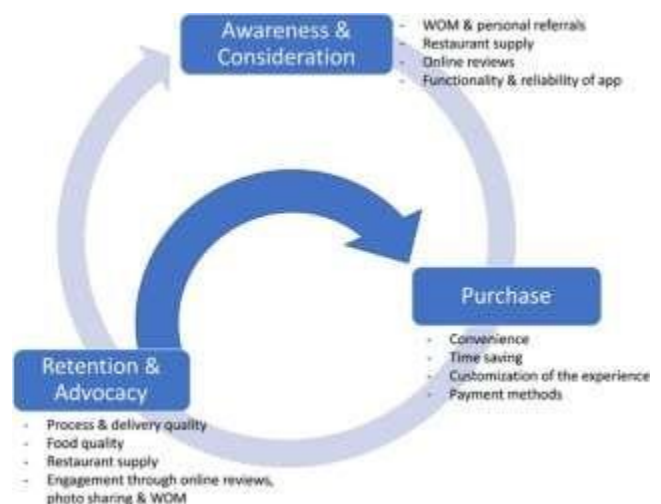 Awareness &
Consideration
- WOM & personal referrals
- Restaurant supply
- Online reviews
- Functionality & reliability of app
Purchase
- Convenience
- Time saving
- Customization of the experience
- Payment methods
Retention &
Advocacy
- Process & delivery quality
- Food quality
- Restaurant supply
- Engagement through online reviews,
photo sharing & WOM